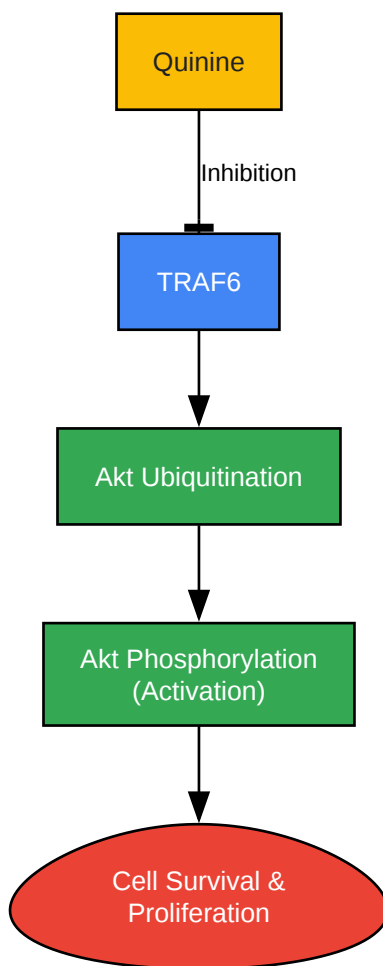 Quinine
Inhibition
TRAF6
Akt Ubiquitination
Akt Phosphorylation
(Activation)
Cell Survival &
Proliferation